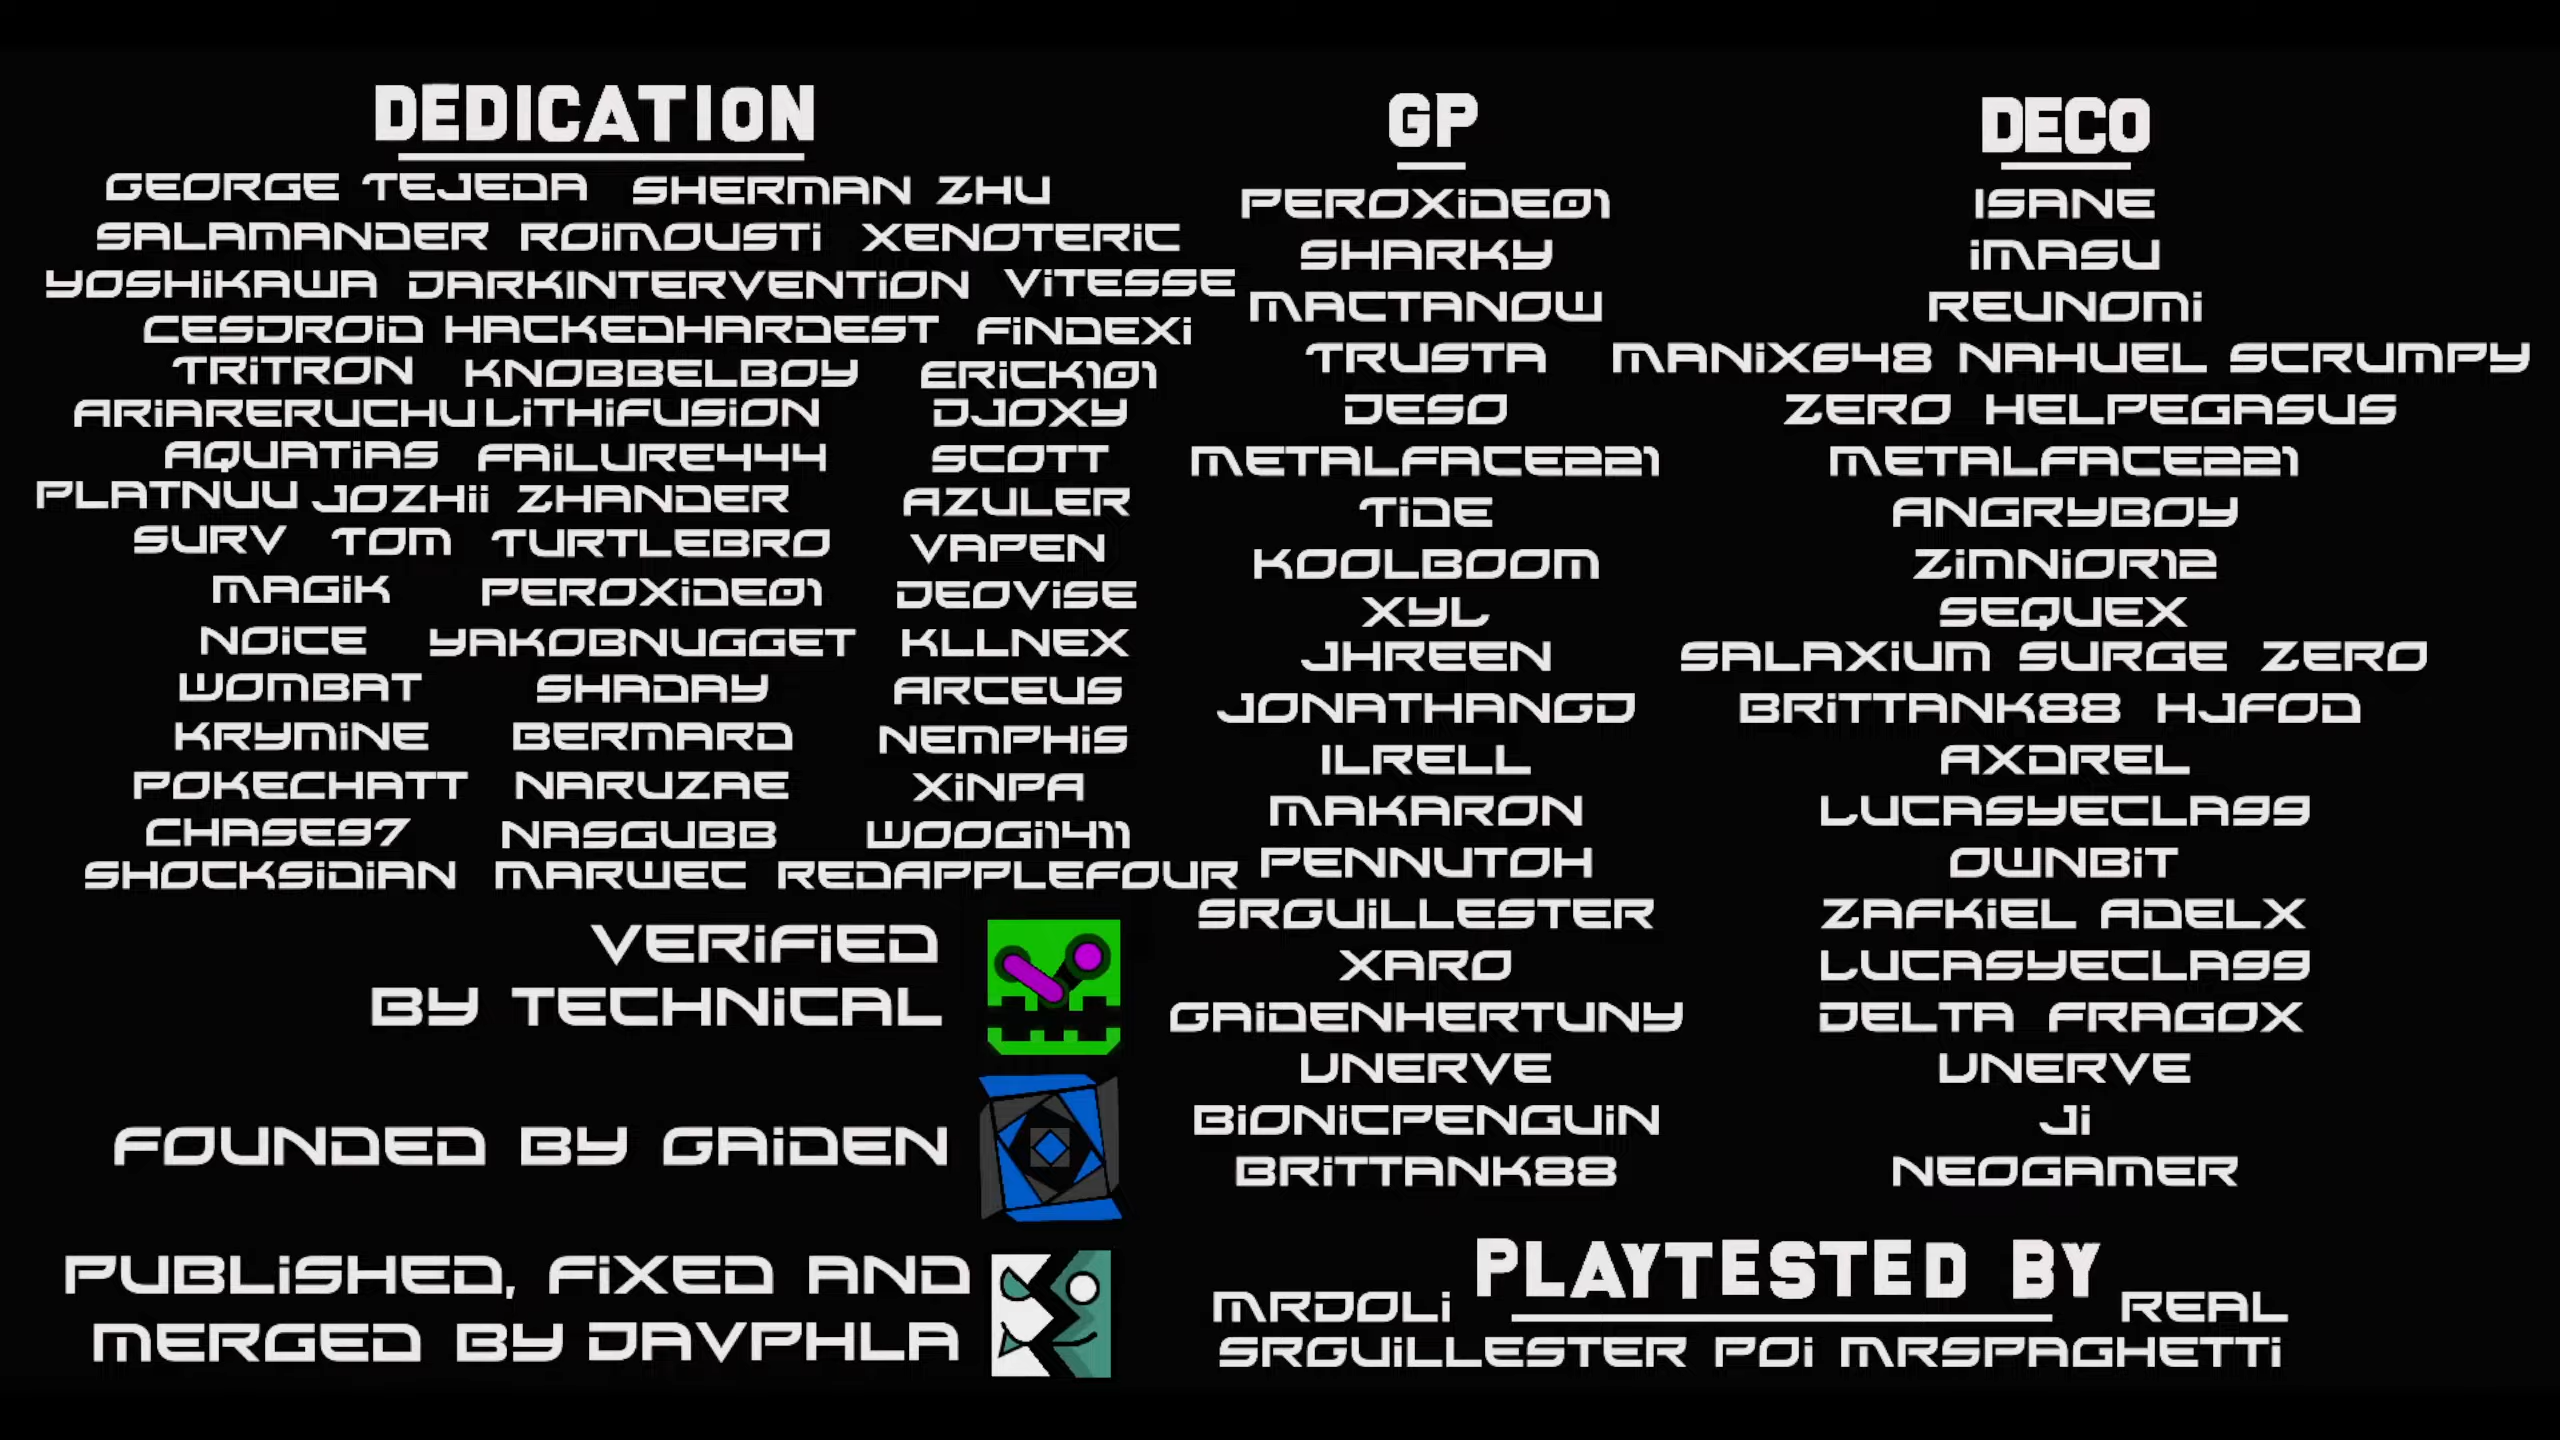 DEDICATION
GEORGE TEJEDA SHERMAN ZHU
SALAMANDER ROIMOUSTI XENOTERIC
YOSHIKAWA DARKINTERVENTION VITESSE
CESDROID HACKEDHARDEST FINDEXI
TRITRON KNOBBELBOY ERICK101
ARIARERUCHU LITHIFUSION DJOXY
AQUATIAS FAILURE444 SCOTT
PLATNUU JOZHII ZHANDER AZULER
SURV TOM TURTLEBRO VAPEN
MAGIK PEROXIDE01 DEOVISE
NOICE YAKOBNUGGET KLLNEX
WOMBAT SHADAY ARCEUS
KRYMINE BERMARD NEMPHIS
POKECHATT NARUZAE XINPA
CHASE97 NASGUBB WOOGI1411
SHOCKSIDIAN MARWEC REDAPPLEFOUR
VERIFIED
BY TECHNICAL
FOUNDED BY GAIDEN
PUBLISHED, FIXED AND
MERGED BY DAVPHLA
GP
PEROXIDE01
SHARKY
MACTANOW
TRUSTA
DESO
METALFACE221
TIDE
KOOLBOOM
XYL
JHREEN
JONATHANGD
ILRELL
MAKARON
PENNUTOH
SRGUILLESTER
XARO
GAIDENHERTUNY
UNERVE
BIONICPENGUIN
BRITTANK88
DECO
ISANE
IMASU
REUNOMI
MANIX648 NAHUEL SCRUMPY
ZERO HELPEGASUS
METALFACE221
ANGRYBOY
ZIMNIOR12
SEQUEX
SALAXIUM SURGE ZERO
BRITTANK88 HJFOD
AXDREL
LUCASYECLA99
OWNBIT
ZAFKIEL ADELX
LUCASYECLA99
DELTA FRAGOX
UNERVE
JI
NEOGAMER
PLAYTESTED BY
MRDOLI REAL
SRGUILLESTER POI MRSPAGHETTI